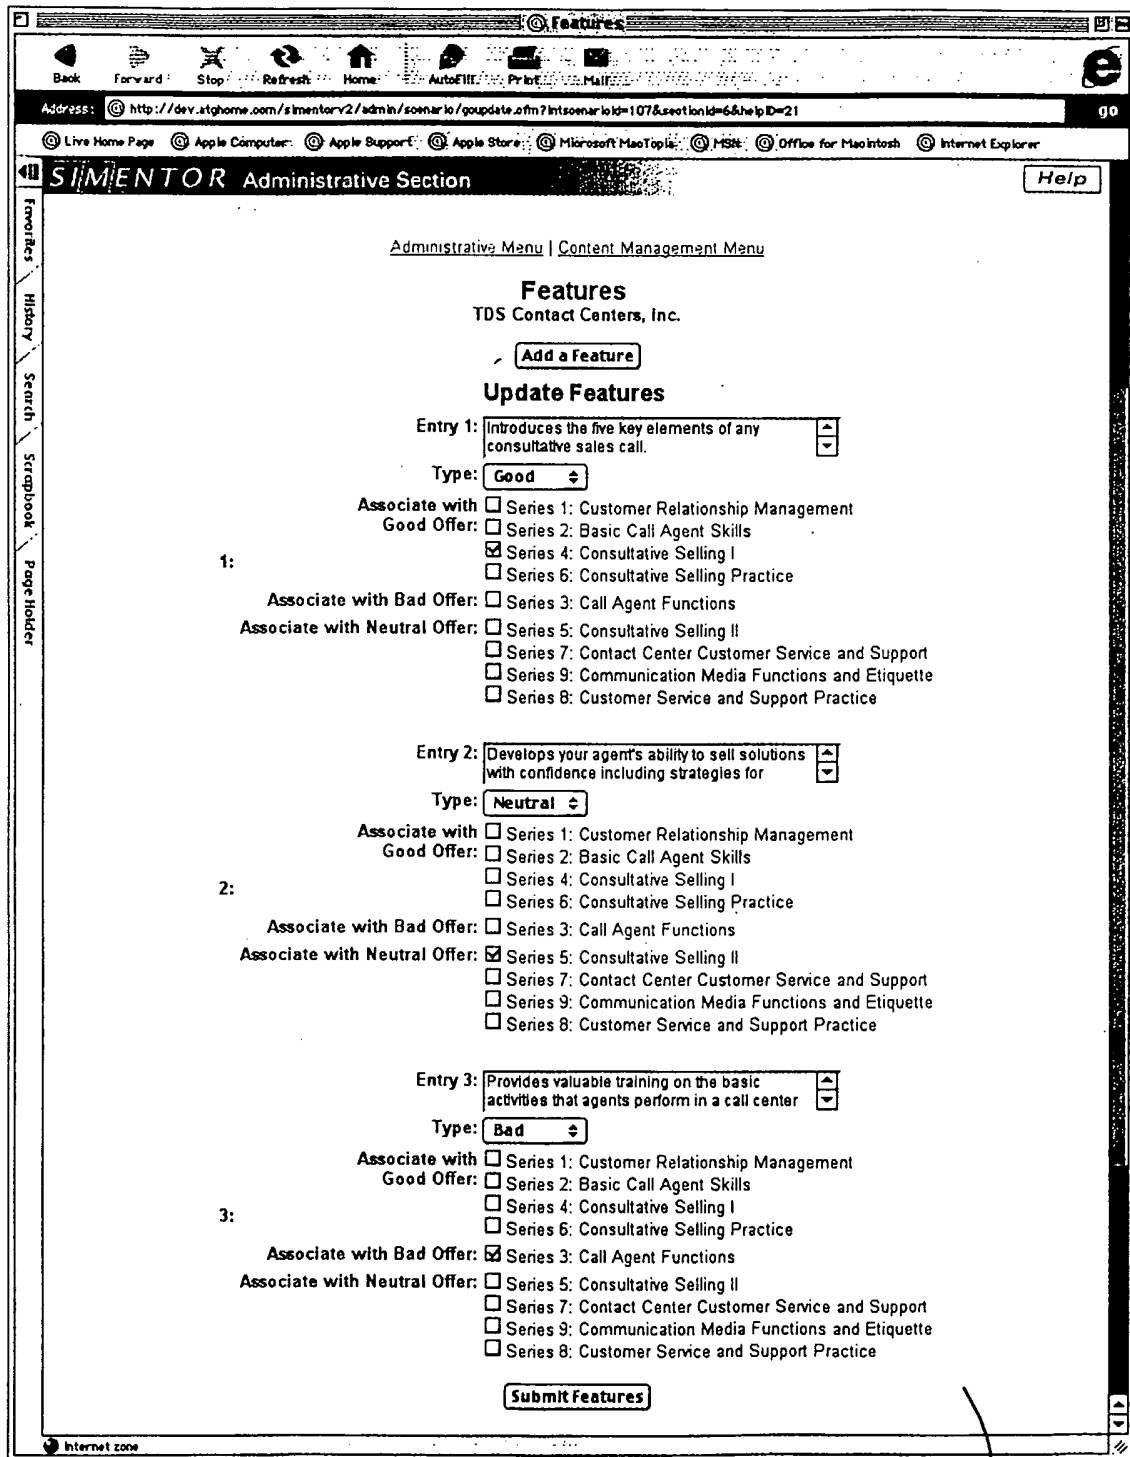 Features
Back Forward Stop Refresh Home AutoFill Print Mail
Address: http://dev.atghome.com/simentorv2/admin/scenario/goupdate.cfm?intscenarioId=107&sectionId=6&helpID=21 go
Live Home Page Apple Computer Apple Support Apple Store Microsoft MacTopia MSN Office for Macintosh Internet Explorer
SIMENTOR Administrative Section Help
Favorites
History
Search
Scrapbook
Page Holder
Administrative Menu | Content Management Menu
Features
TDS Contact Centers, Inc.
Add a Feature
Update Features
Entry 1: Introduces the five key elements of any
consultative sales call.
Type: Good
Associate with Series 1: Customer Relationship Management
Good Offer: Series 2: Basic Call Agent Skills
Series 4: Consultative Selling I
1:
Series 6: Consultative Selling Practice
Associate with Bad Offer: Series 3: Call Agent Functions
Associate with Neutral Offer: Series 5: Consultative Selling II
Series 7: Contact Center Customer Service and Support
Series 9: Communication Media Functions and Etiquette
Series 8: Customer Service and Support Practice
Entry 2: Develops your agent's ability to sell solutions
with confidence including strategies for
Type: Neutral
Associate with Series 1: Customer Relationship Management
Good Offer: Series 2: Basic Call Agent Skills
Series 4: Consultative Selling I
2:
Series 6: Consultative Selling Practice
Associate with Bad Offer: Series 3: Call Agent Functions
Associate with Neutral Offer: Series 5: Consultative Selling II
Series 7: Contact Center Customer Service and Support
Series 9: Communication Media Functions and Etiquette
Series 8: Customer Service and Support Practice
Entry 3: Provides valuable training on the basic
activities that agents perform in a call center
Type: Bad
Associate with Series 1: Customer Relationship Management
Good Offer: Series 2: Basic Call Agent Skills
Series 4: Consultative Selling I
3:
Series 6: Consultative Selling Practice
Associate with Bad Offer: Series 3: Call Agent Functions
Associate with Neutral Offer: Series 5: Consultative Selling II
Series 7: Contact Center Customer Service and Support
Series 9: Communication Media Functions and Etiquette
Series 8: Customer Service and Support Practice
Submit Features
Internet zone